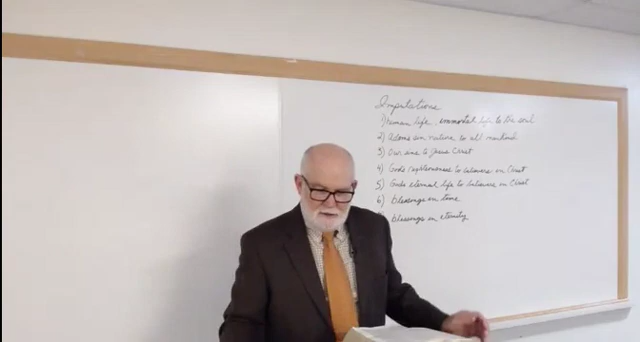 Imputations
1) human life, immortal life to the soul
2) Adams sin nature to all mankind
3) Our sins to Jesus Christ
4) Gods righteousness to believers in Christ
5) Gods eternal life to believers in Christ
6) blessings in time
blessings in eternity